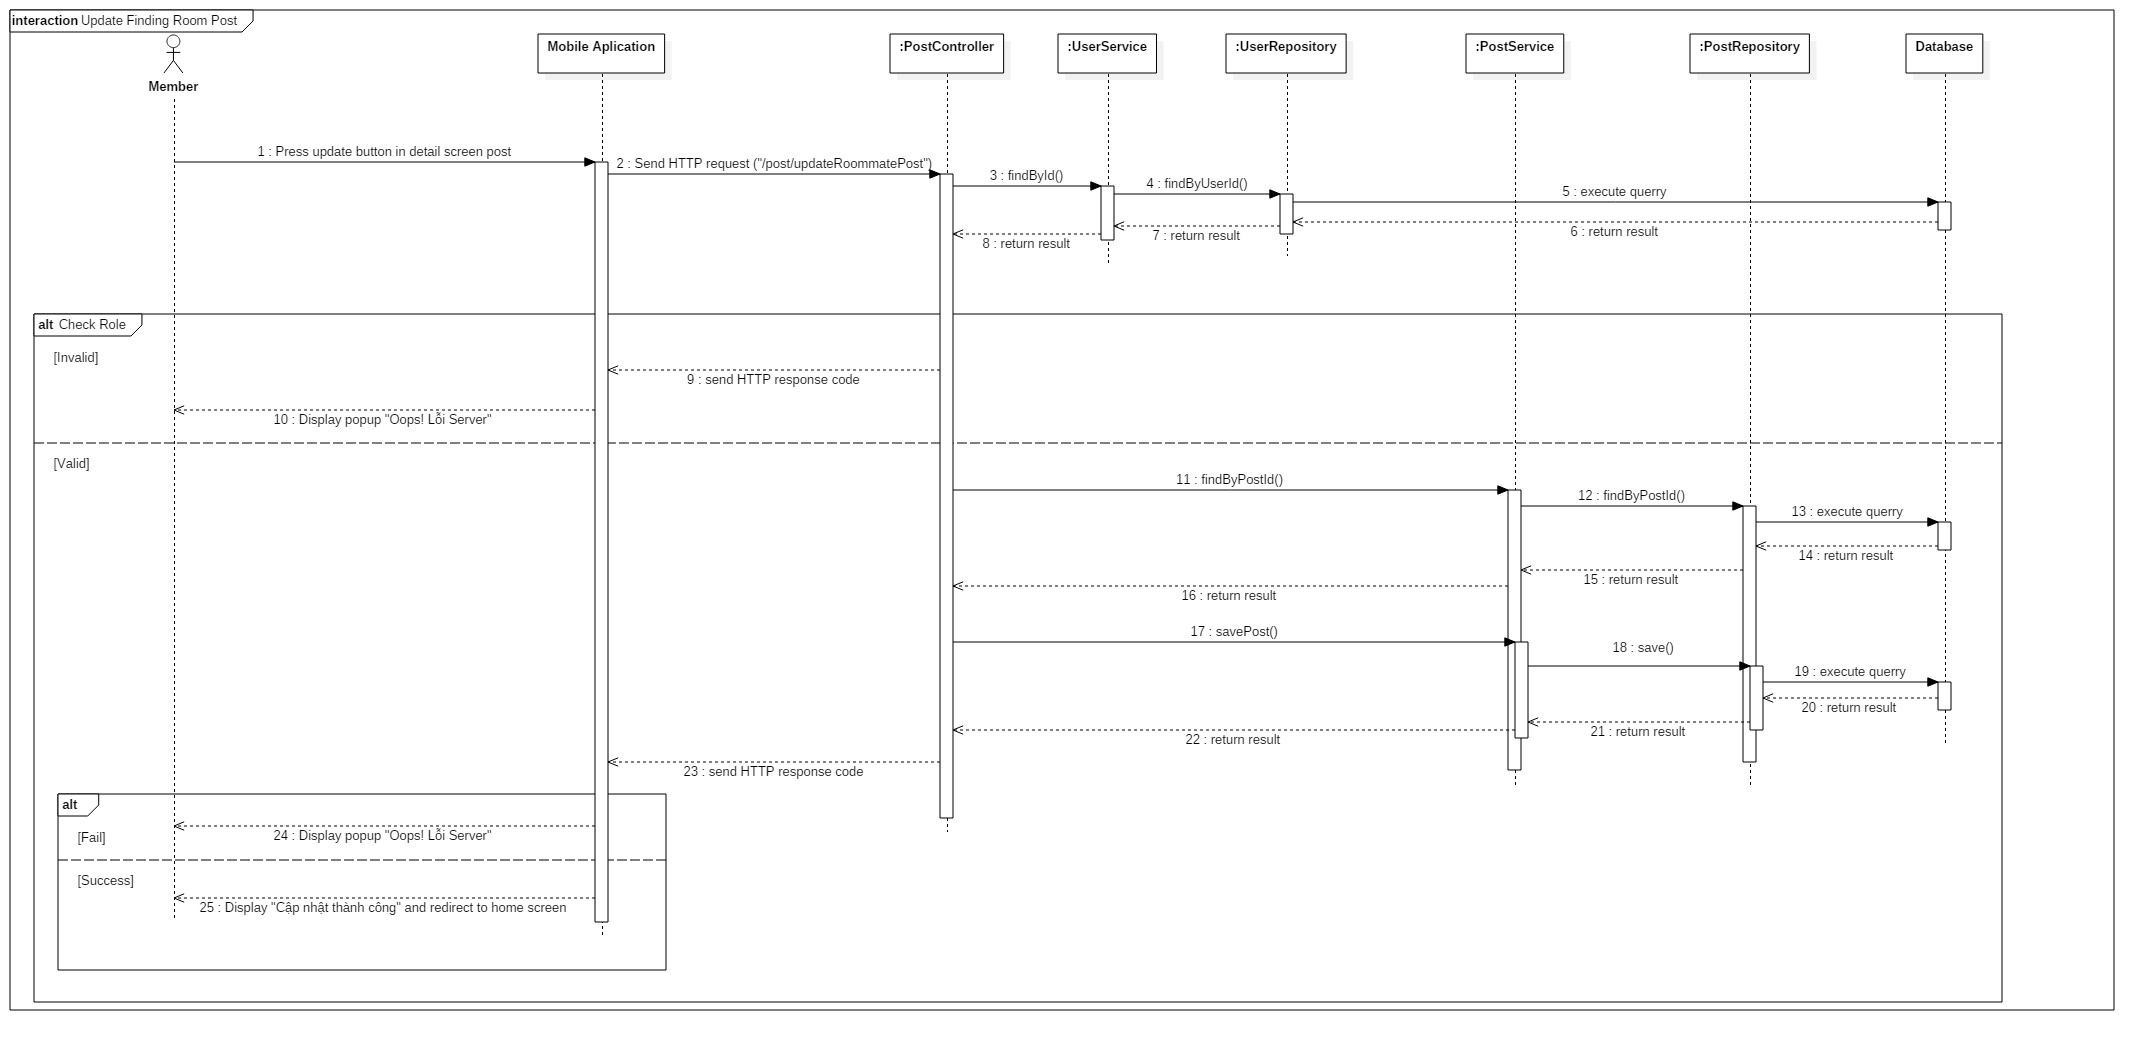 interaction Update Finding Room Post
Member
Mobile Aplication
:PostController
:UserService
:UserRepository
:PostService
:PostRepository
Database
1 : Press update button in detail screen post
2 : Send HTTP request ("/post/updateRoommatePost")
3 : findById()
4 : findByUserId()
5 : execute querry
6 : return result
7 : return result
8 : return result
alt Check Role
[Invalid]
9 : send HTTP response code
10 : Display popup "Oops! Lỗi Server"
[Valid]
11 : findByPostId()
12 : findByPostId()
13 : execute querry
14 : return result
15 : return result
16 : return result
17 : savePost()
18 : save()
19 : execute querry
20 : return result
21 : return result
22 : return result
23 : send HTTP response code
alt
24 : Display popup "Oops! Lỗi Server"
[Fail]
[Success]
25 : Display "Cập nhật thành công" and redirect to home screen